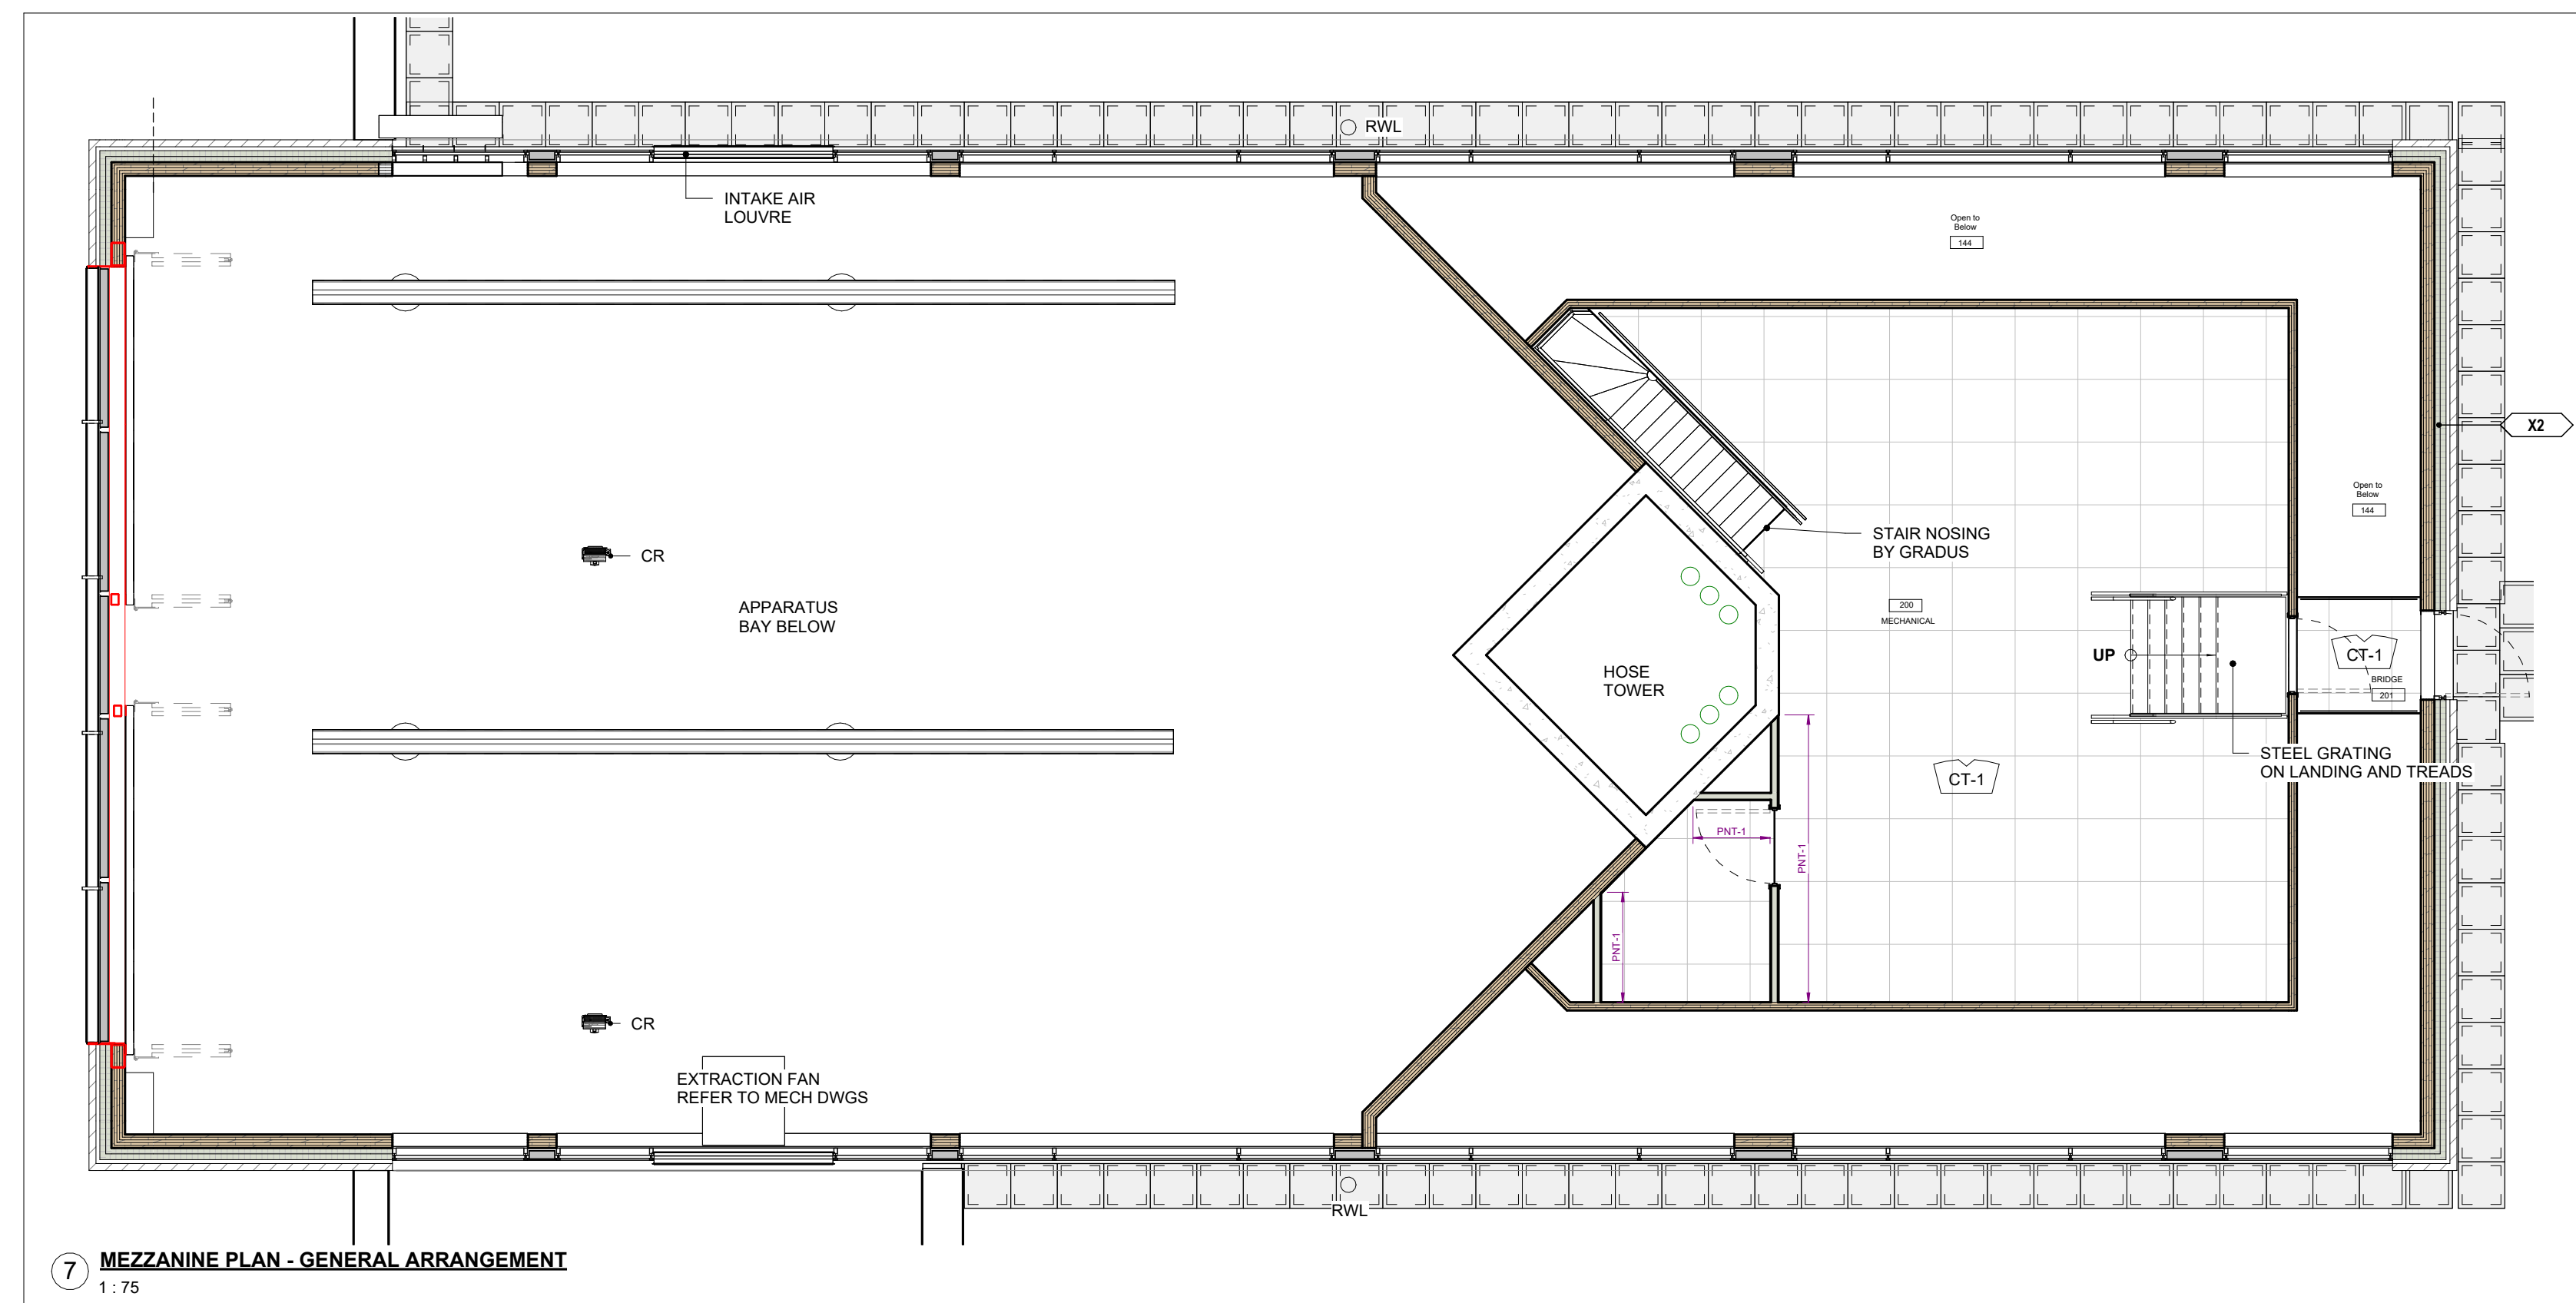 RWL
INTAKE AIR
LOUVRE
Open to
Below
144
X2
Open to
Below
144
STAIR NOSING
BY GRADUS
CR
APPARATUS
BAY BELOW
200
MECHANICAL
HOSE
TOWER
UP
CT-1
BRIDGE
201
STEEL GRATING
ON LANDING AND TREADS
CT-1
PNT-1
PNT-1
PNT-1
CR
EXTRACTION FAN
REFER TO MECH DWGS
RWL
7
MEZZANINE PLAN - GENERAL ARRANGEMENT
1 : 75